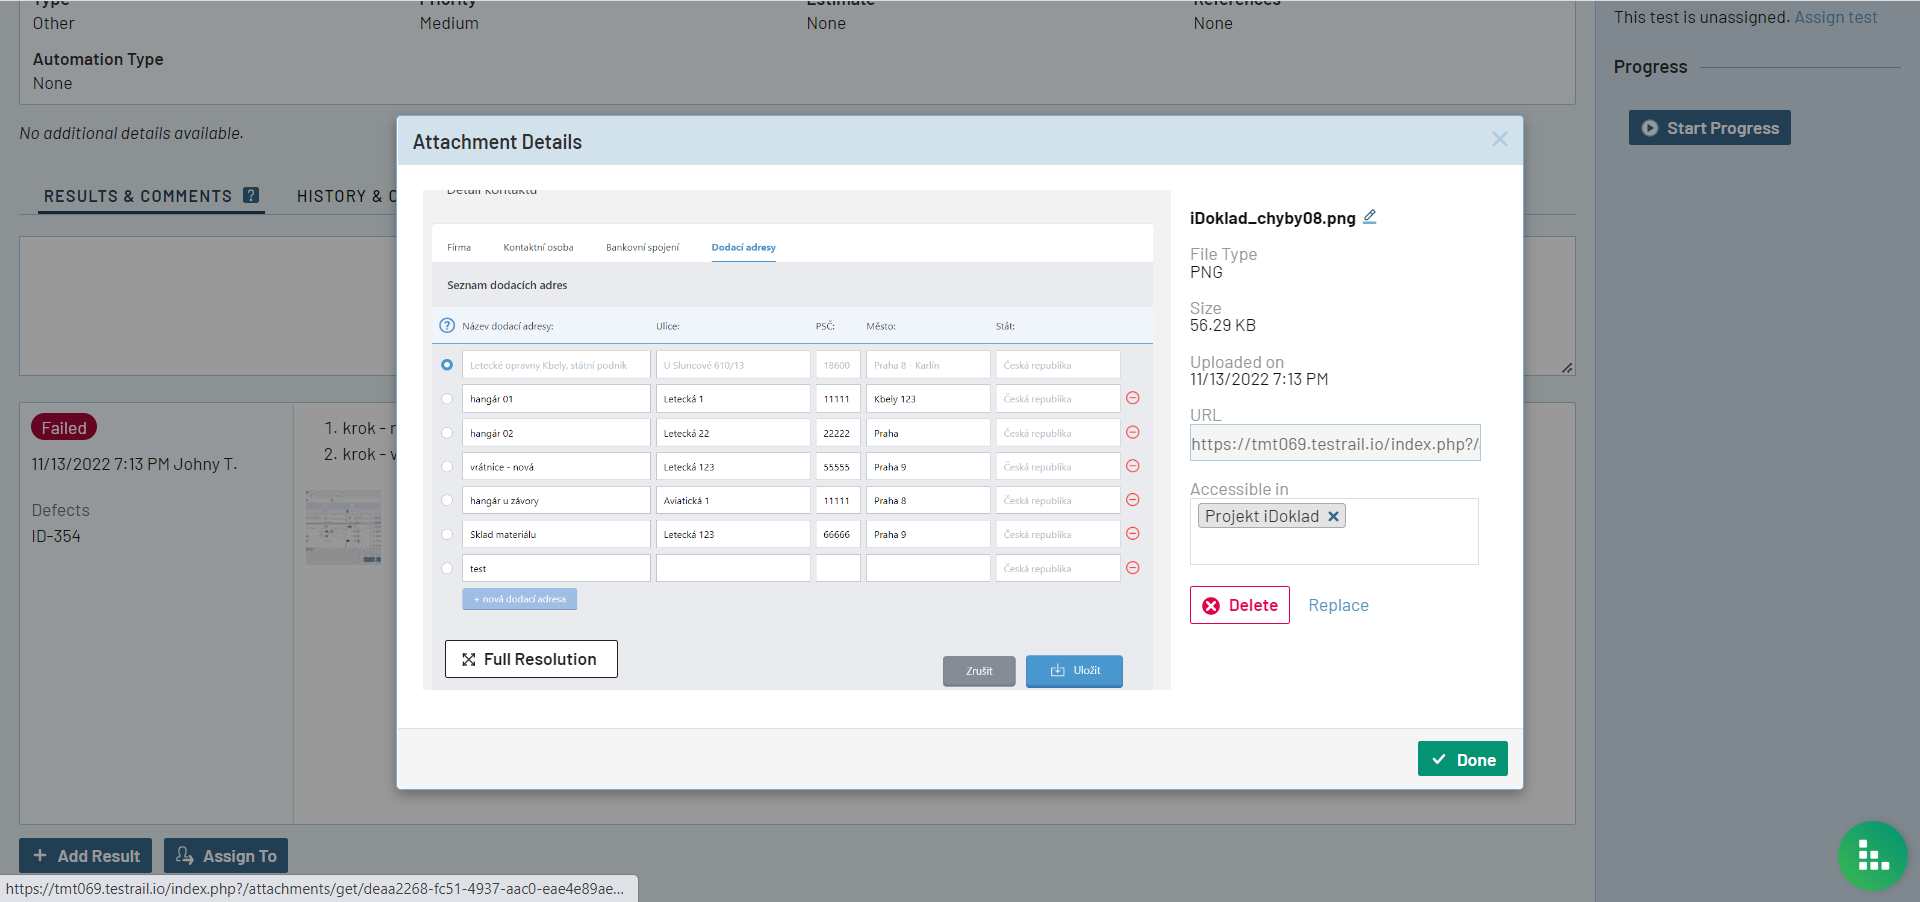 Type Priority Estimate References
Other Medium None None
Automation Type
None
No additional details available.
RESULTS & COMMENTS ? HISTORY & C
Failed
11/13/2022 7:13 PM Johny T.
Defects
ID-354
1. krok -
2. krok - v
Attachment Details
Detail kontaktu
Firma Kontaktní osoba Bankovní spojení Dodací adresy
Seznam dodacích adres
? Název dodací adresy: Ulice: PSČ: Město: Stát:
Letecké opravny Kbely, státní podnik U Sluncové 610/13 18600 Praha 8 - Karlín Česká republika
hangár 01 Letecká 1 11111 Kbely 123 Česká republika
hangár 02 Letecká 22 22222 Praha Česká republika
vrátnice - nová Letecká 123 55555 Praha 9 Česká republika
hangár u závory Aviatická 1 11111 Praha 8 Česká republika
Sklad materiálu Letecká 123 66666 Praha 9 Česká republika
test Česká republika
+ nová dodací adresa
Full Resolution
Zrušit Uložit
iDoklad_chyby08.png
File Type
PNG
Size
56.29 KB
Uploaded on
11/13/2022 7:13 PM
URL
https://tmt069.testrail.io/index.php?/
Accessible in
Projekt iDoklad
Delete Replace
Done
This test is unassigned. Assign test
Progress
Start Progress
+ Add Result Assign To
https://tmt069.testrail.io/index.php?/attachments/get/deaa2268-fc51-4937-aac0-eae4e89ae...